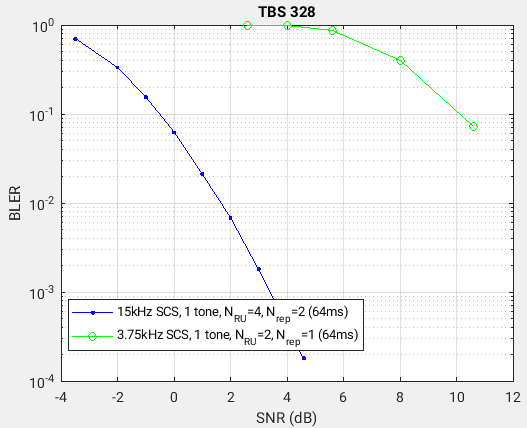 TBS 328
10^0
10^-1
10^-2
10^-3
10^-4
BLER
15kHz SCS, 1 tone, N_RU=4, N_rep=2 (64ms)
3.75kHz SCS, 1 tone, N_RU=2, N_rep=1 (64ms)
-4 -2 0 2 4 6 8 10 12
SNR (dB)